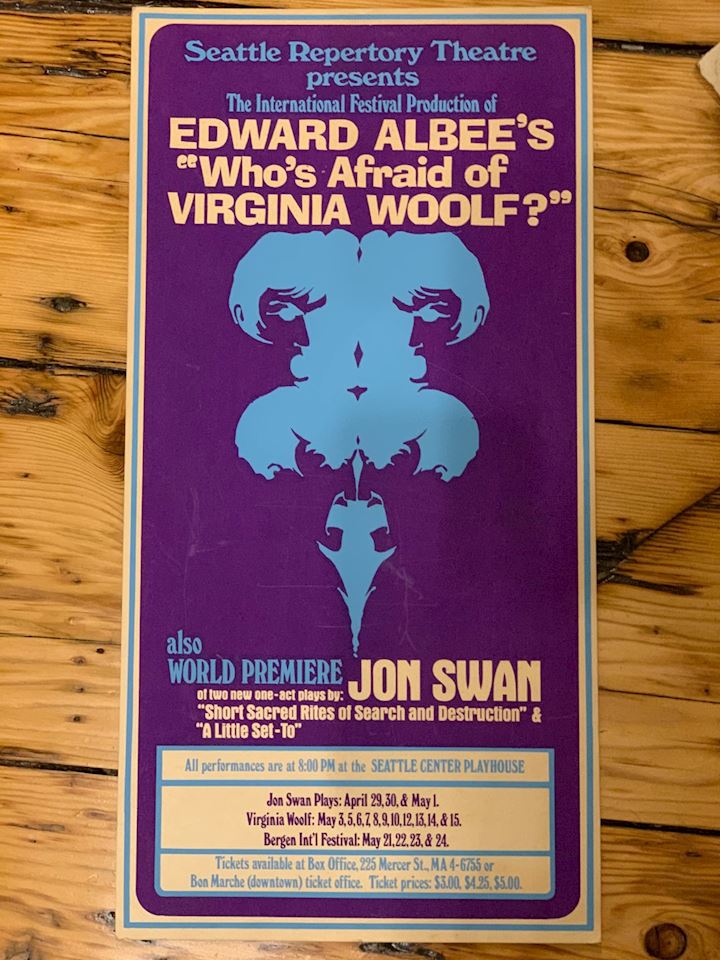 Seattle Repertory Theatre
presents
The International Festival Production of
EDWARD ALBEE'S
"Who's Afraid of
VIRGINIA WOOLF?"
also
WORLD PREMIERE
of two new one-act plays by: JON SWAN
"Short Sacred Rites of Search and Destruction" &
"A Little Set-To"
All performances are at 8:00 PM at the SEATTLE CENTER PLAYHOUSE
Jon Swan Plays: April 29,30, & May 1.
Virginia Woolf: May 3,5,6,7, 8,9,10,12,13,14, & 15.
Bergen Int'l Festival: May 21,22,23, & 24.
Tickets available at Box Office, 225 Mercer St., MA 4-6755 or
Bon Marche (downtown) ticket office. Ticket prices: $3.00, $4.25, $5.00.